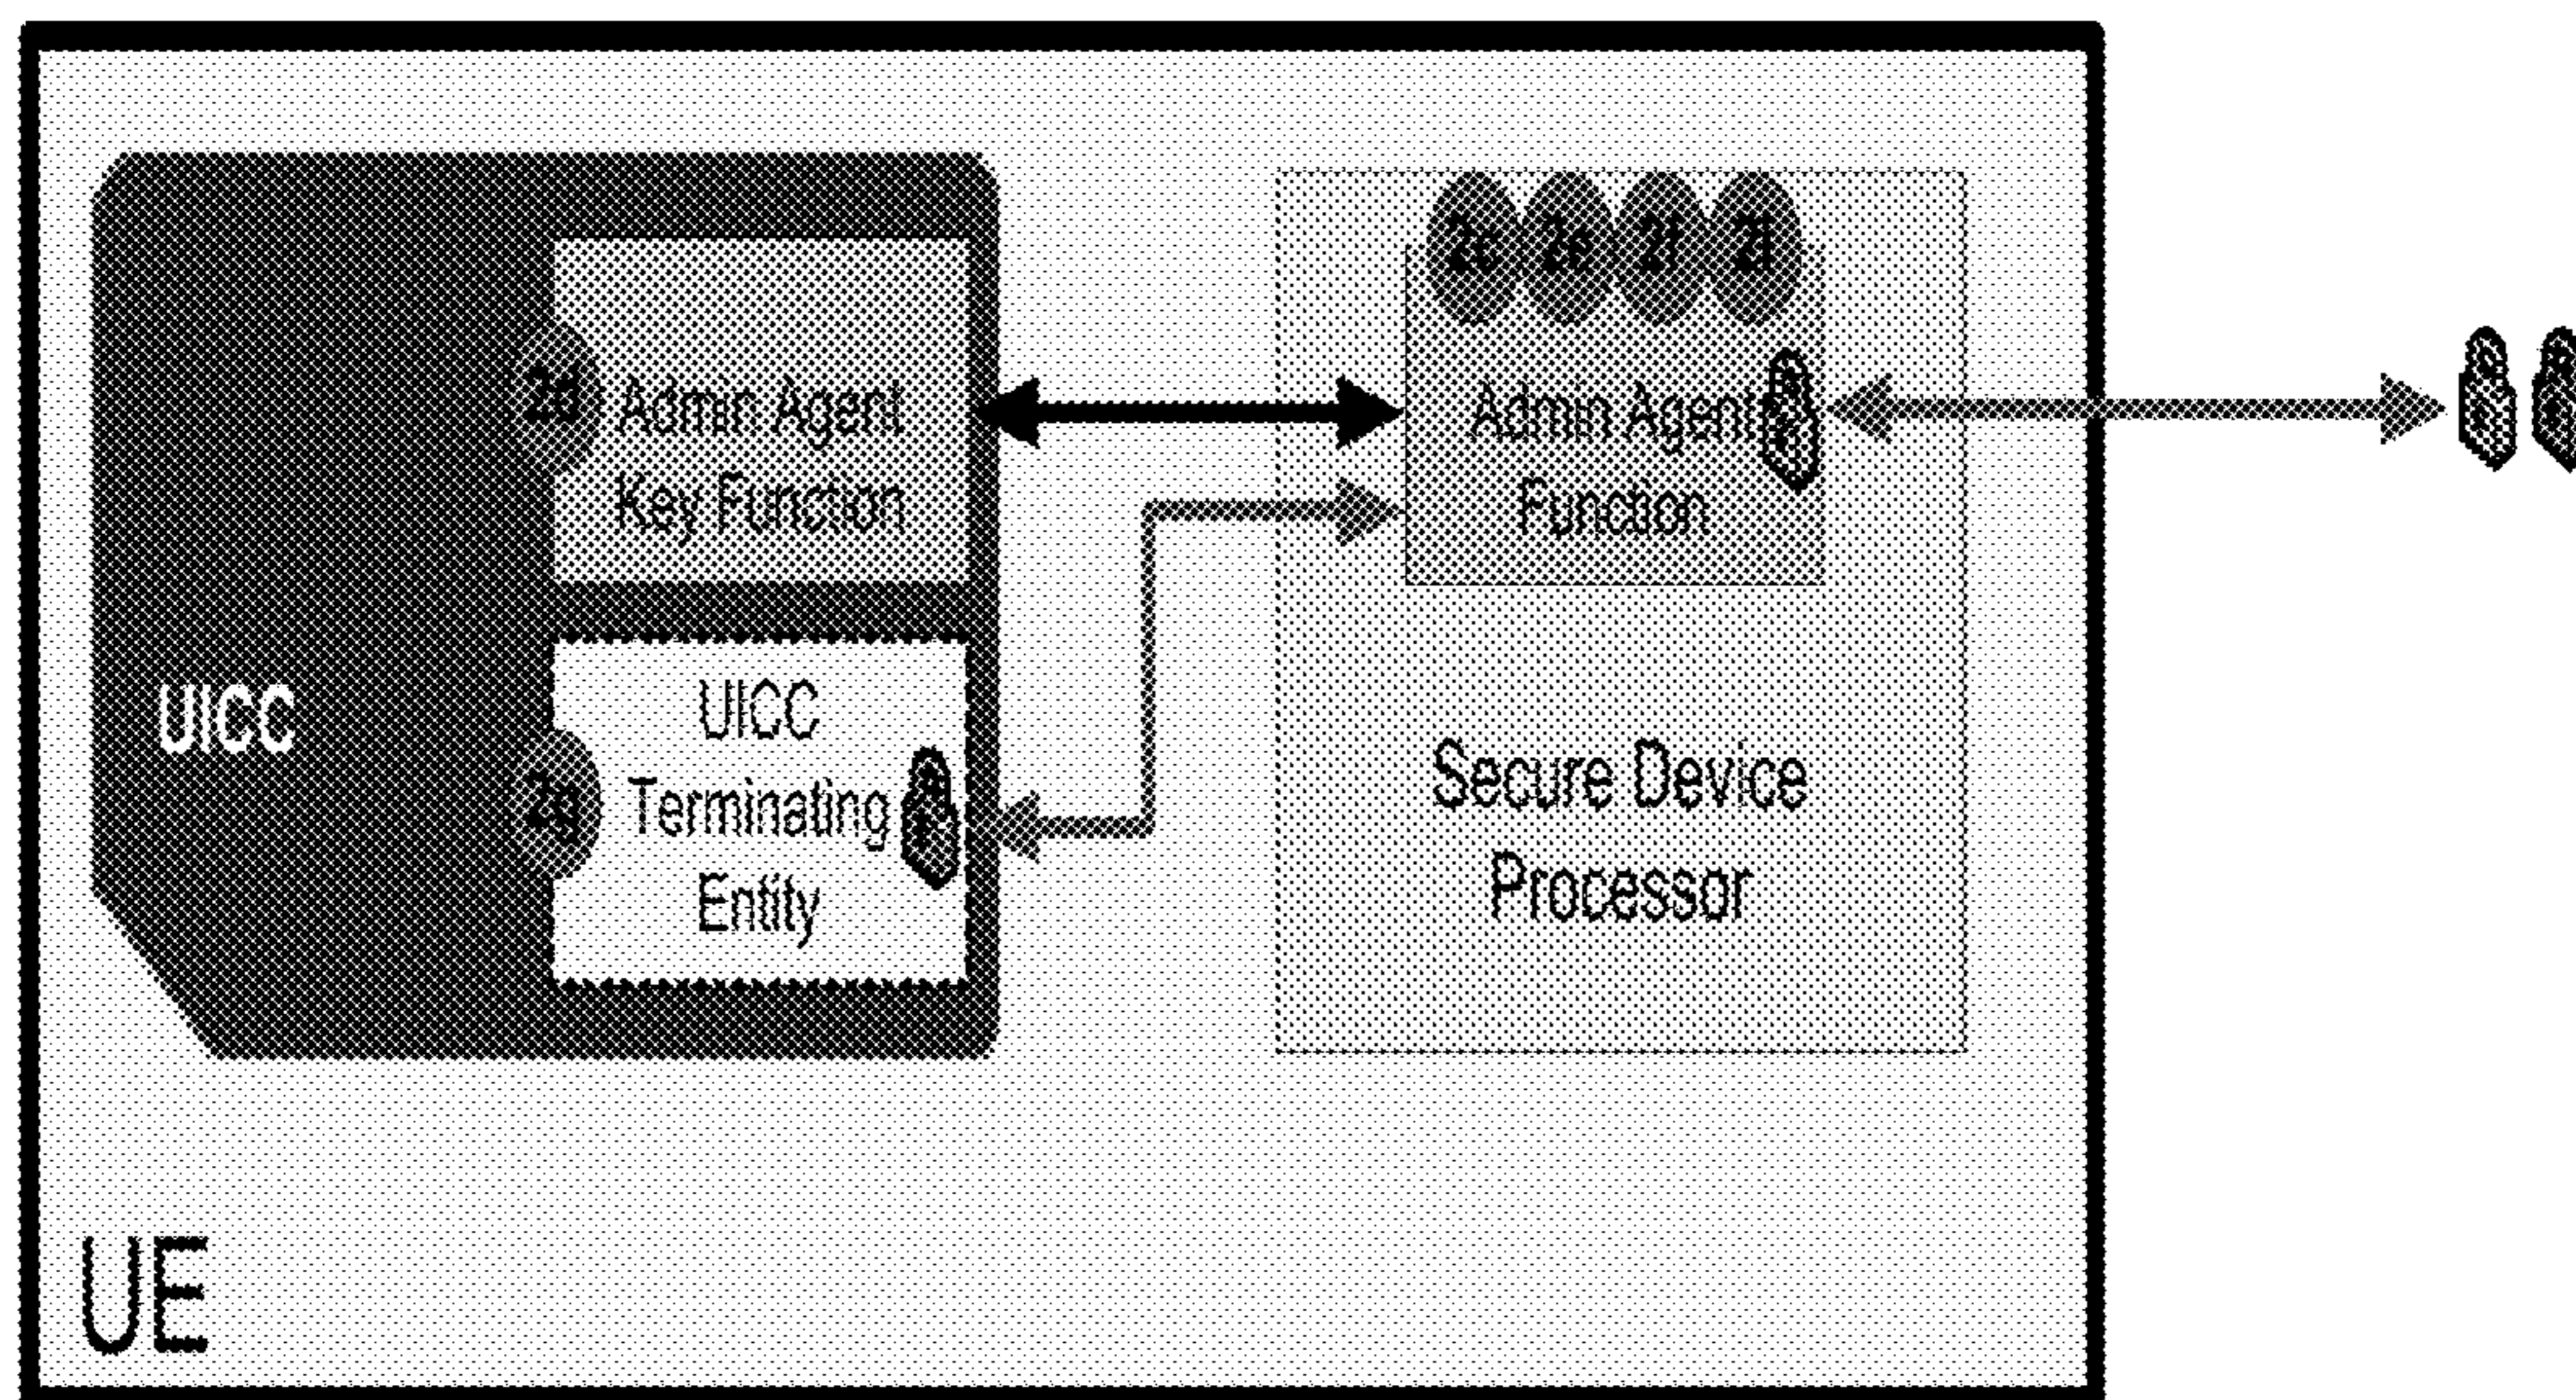 2c 2e 2f
2d
Admin Agent
Key Function
Admin Agent
Function
UICC
UICC
2g
Terminating
Entity
Secure Device
Processor
UE